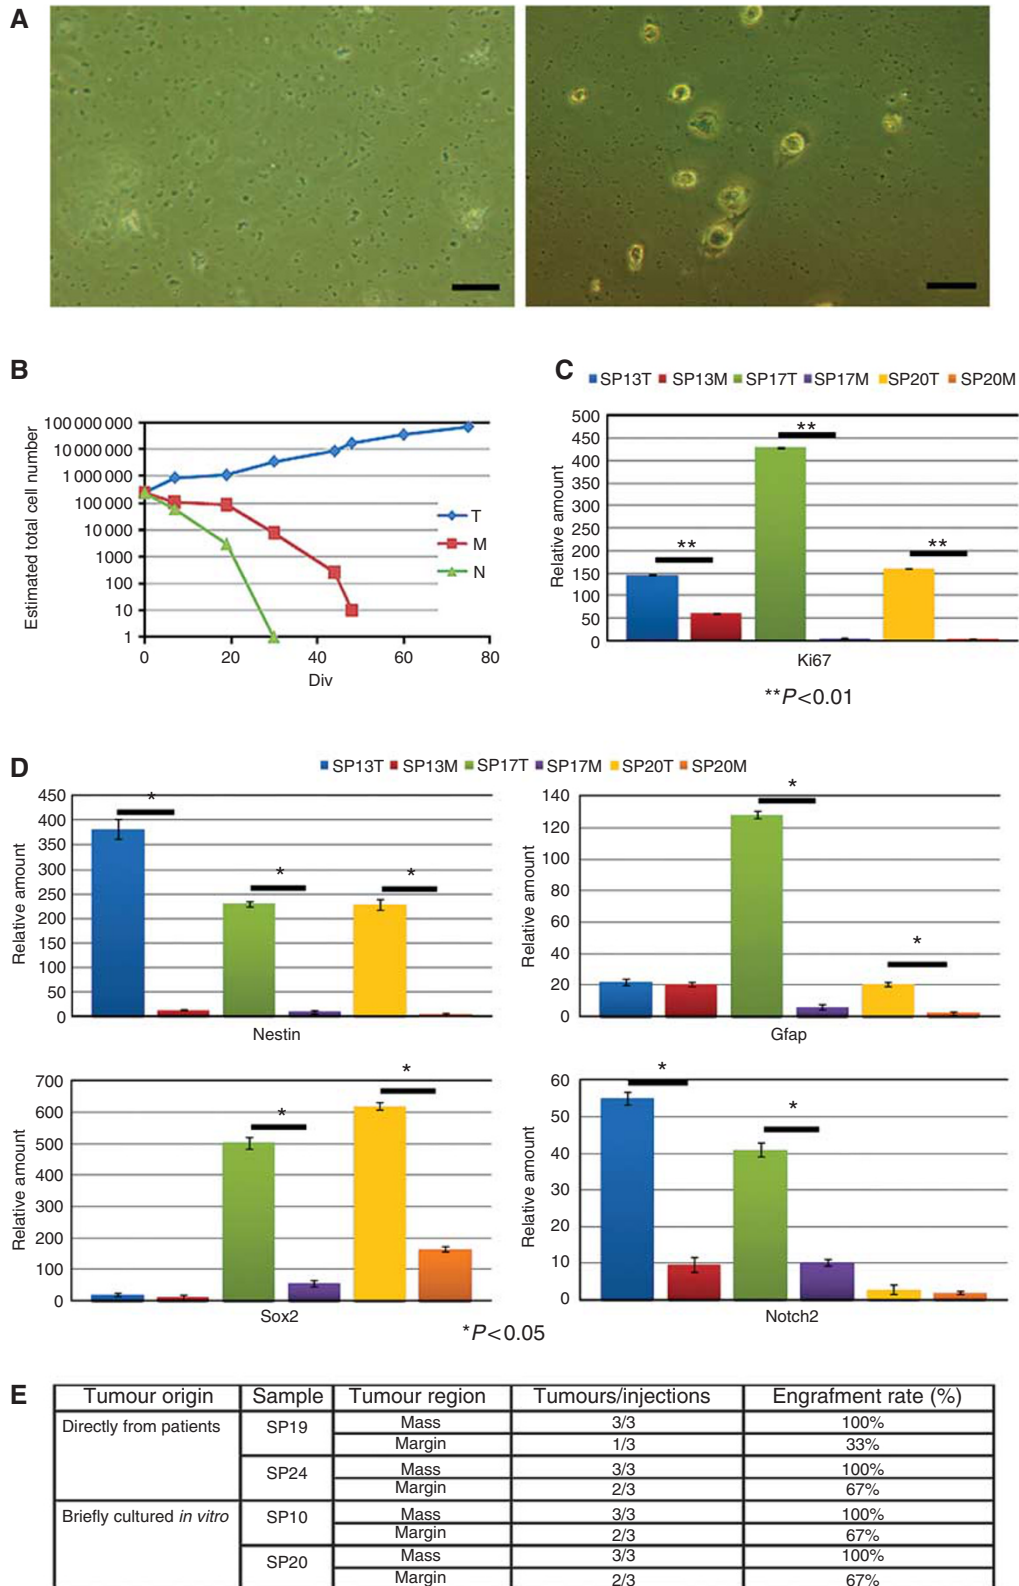 A
B
100 000 000
10 000 000
1 000 000
100 000
10 000
1000
100
10
1
0 20 40 60 80
Estimated total cell number
Div
T
M
N
C
SP13T SP13M SP17T SP17M SP20T SP20M
500
450
400
350
300
250
200
150
100
50
0
Relative amount
** ** **
Ki67
**P<0.01
D
SP13T SP13M SP17T SP17M SP20T SP20M
450
400
350
300
250
200
150
100
50
0
Relative amount
* * *
Nestin
140
120
100
80
60
40
20
0
Relative amount
* *
Gfap
700
600
500
400
300
200
100
0
Relative amount
* *
Sox2
60
50
40
30
20
10
0
Relative amount
* *
Notch2
*P<0.05
E
Tumour origin Sample Tumour region Tumours/injections Engrafment rate (%)
Directly from patients SP19 Mass 3/3 100%
Margin 1/3 33%
SP24 Mass 3/3 100%
Margin 2/3 67%
Briefly cultured in vitro SP10 Mass 3/3 100%
Margin 2/3 67%
SP20 Mass 3/3 100%
Margin 2/3 67%